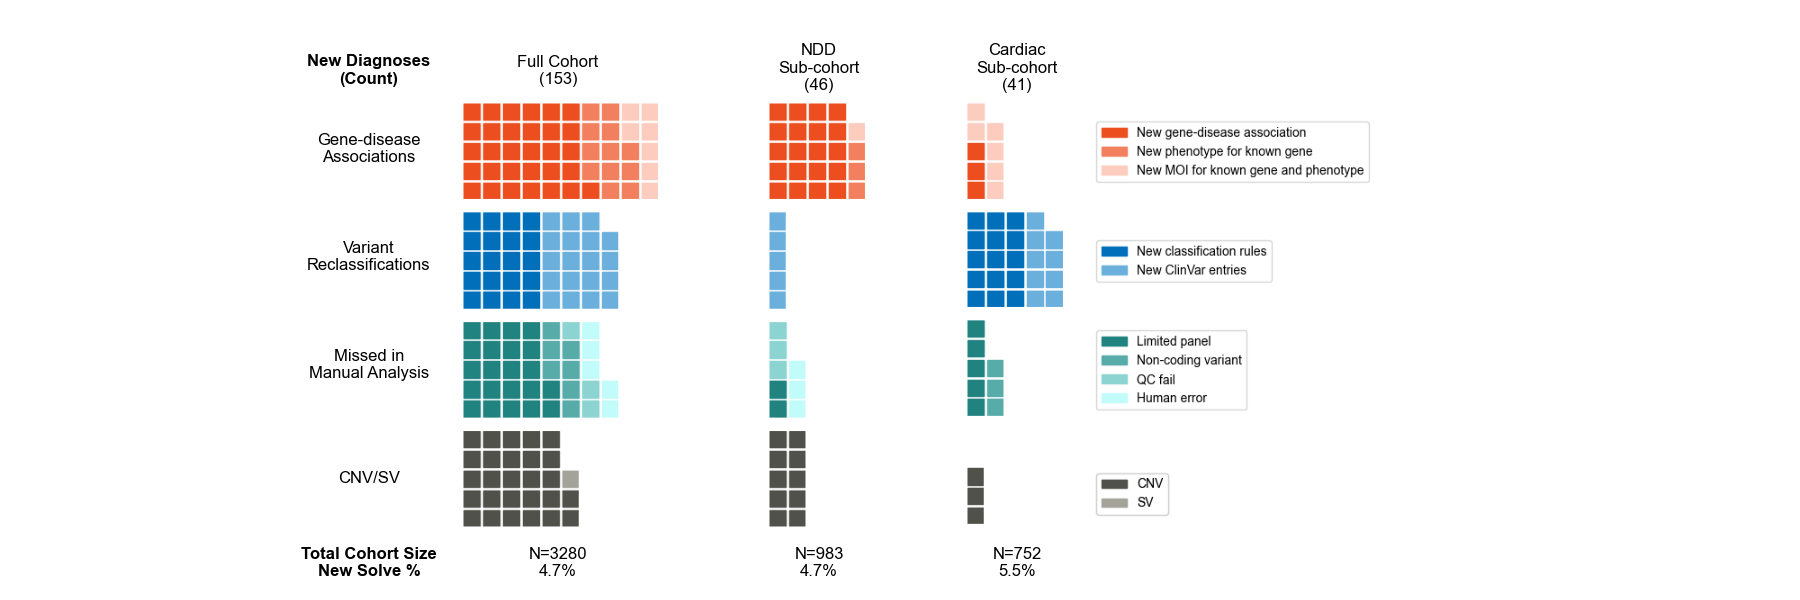 New Diagnoses
(Count)
Full Cohort
(153)
NDD
Sub-cohort
(46)
Cardiac
Sub-cohort
(41)
Gene-disease
Associations
New gene-disease association
New phenotype for known gene
New MOI for known gene and phenotype
Variant
Reclassifications
New classification rules
New ClinVar entries
Missed in
Manual Analysis
Limited panel
Non-coding variant
QC fail
Human error
CNV/SV
CNV
SV
Total Cohort Size
New Solve %
N=3280
4.7%
N=983
4.7%
N=752
5.5%